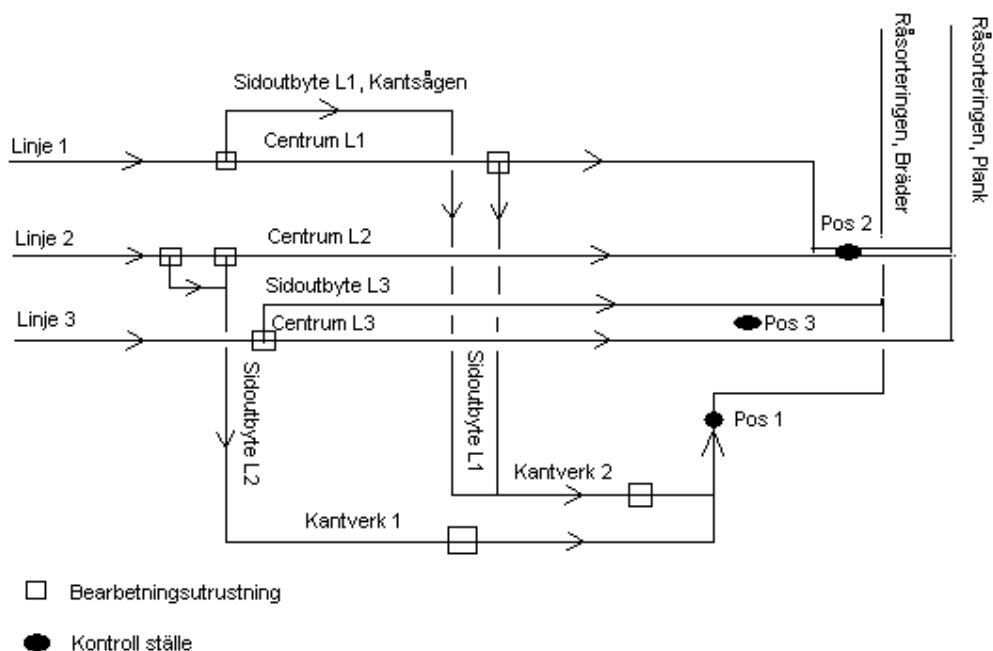 Råsorteringen, Bräder
Råsorteringen, Plank
Sidoutbyte L1, Kantsågen
Linje 1
Centrum L1
Pos 2
Linje 2
Centrum L2
Sidoutbyte L3
Linje 3
Centrum L3
Pos 3
Sidoutbyte L2
Sidoutbyte L1
Pos 1
Kantverk 2
Kantverk 1
Bearbetningsutrustning
Kontroll ställe